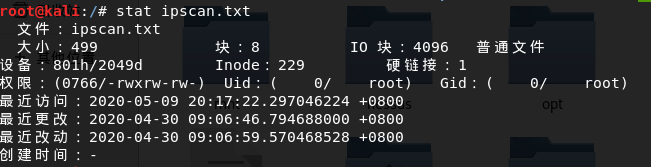 root@kali:/# stat ipscan.txt
文件：ipscan.txt
大小：499 块：8 IO 块：4096 普通文件
设备：801h/2049d Inode：229 硬链接：1
权限：(0766/-rwxrw-rw-) Uid：( 0/ root) Gid：( 0/ root)
最近访问：2020-05-09 20:17:22.297046224 +0800
最近更改：2020-04-30 09:06:46.794688000 +0800
最近改动：2020-04-30 09:06:59.570468528 +0800
创建时间：-
opt